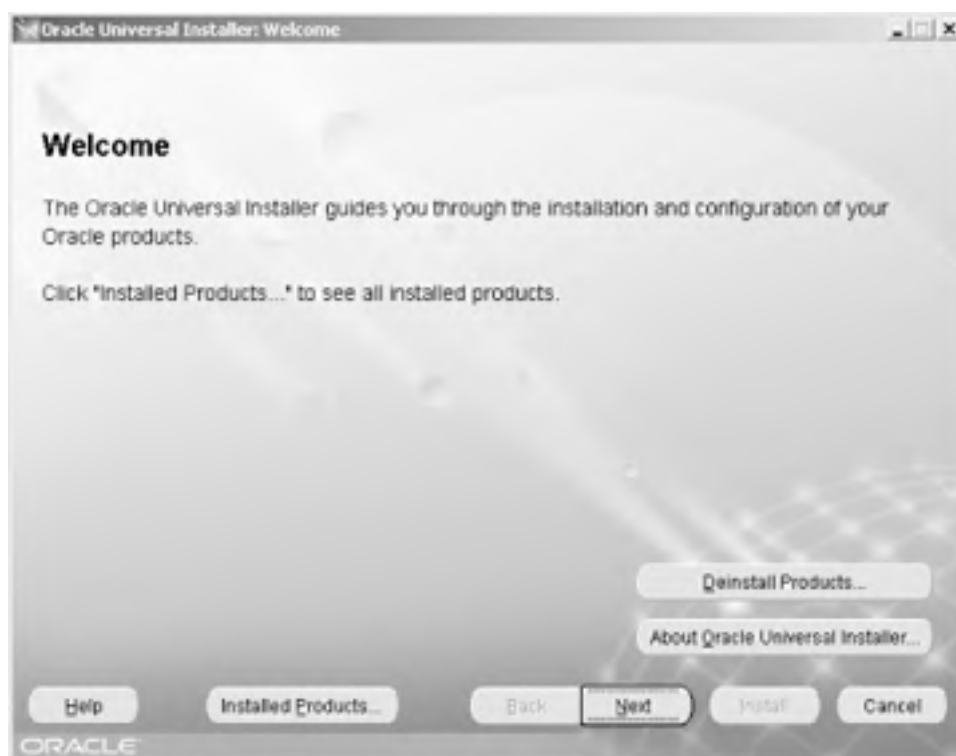 Oracle Universal Installer: Welcome
Welcome
The Oracle Universal Installer guides you through the installation and configuration of your
Oracle products.
Click "Installed Products..." to see all installed products.
Deinstall Products...
About Oracle Universal Installer...
Help
Installed Products...
Back
Next
Install
Cancel
ORACLE